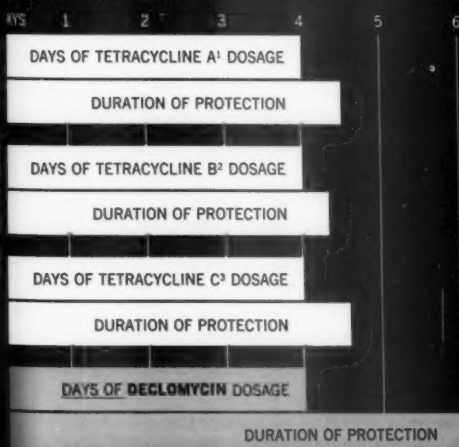 DAYS 1 2 3 4 5 6
DAYS OF TETRACYCLINE A¹ DOSAGE
DURATION OF PROTECTION
DAYS OF TETRACYCLINE B² DOSAGE
DURATION OF PROTECTION
DAYS OF TETRACYCLINE C³ DOSAGE
DURATION OF PROTECTION
DAYS OF DECLOMYCIN DOSAGE
DURATION OF PROTECTION